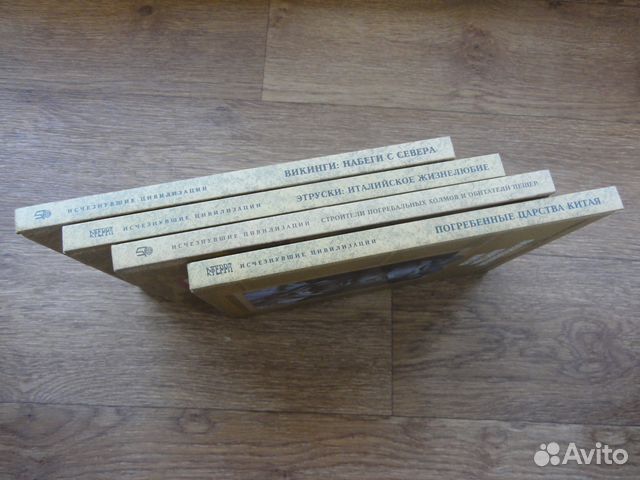 ИСЧЕЗНУВШИЕ ЦИВИЛИЗАЦИИ ВИКИНГИ: НАБЕГИ С СЕВЕРА
ИСЧЕЗНУВШИЕ ЦИВИЛИЗАЦИИ ЭТРУСКИ: ИТАЛИЙСКОЕ ЖИЗНЕЛЮБИЕ
ИСЧЕЗНУВШИЕ ЦИВИЛИЗАЦИИ СТРОИТЕЛИ ПОГРЕБАЛЬНЫХ ХОЛМОВ И ОБИТАТЕЛИ ПЕЩЕР
ИСЧЕЗНУВШИЕ ЦИВИЛИЗАЦИИ ПОГРЕБЕННЫЕ ЦАРСТВА КИТАЯ
Avito